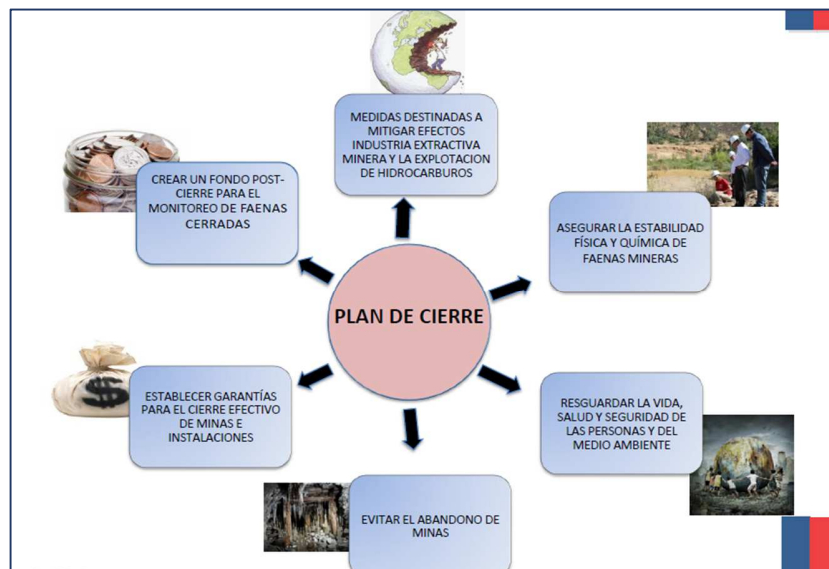 MEDIDAS DESTINADAS A
MITIGAR EFECTOS
INDUSTRIA EXTRACTIVA
MINERA Y LA EXPLOTACION
DE HIDROCARBUROS
CREAR UN FONDO POST-
CIERRE PARA EL
MONITOREO DE FAENAS
CERRADAS
ASEGURAR LA ESTABILIDAD
FÍSICA Y QUÍMICA DE
FAENAS MINERAS
PLAN DE CIERRE
$
ESTABLECER GARANTÍAS
PARA EL CIERRE EFECTIVO
DE MINAS E
INSTALACIONES
RESGUARDAR LA VIDA,
SALUD Y SEGURIDAD DE
LAS PERSONAS Y DEL
MEDIO AMBIENTE
EVITAR EL ABANDONO DE
MINAS